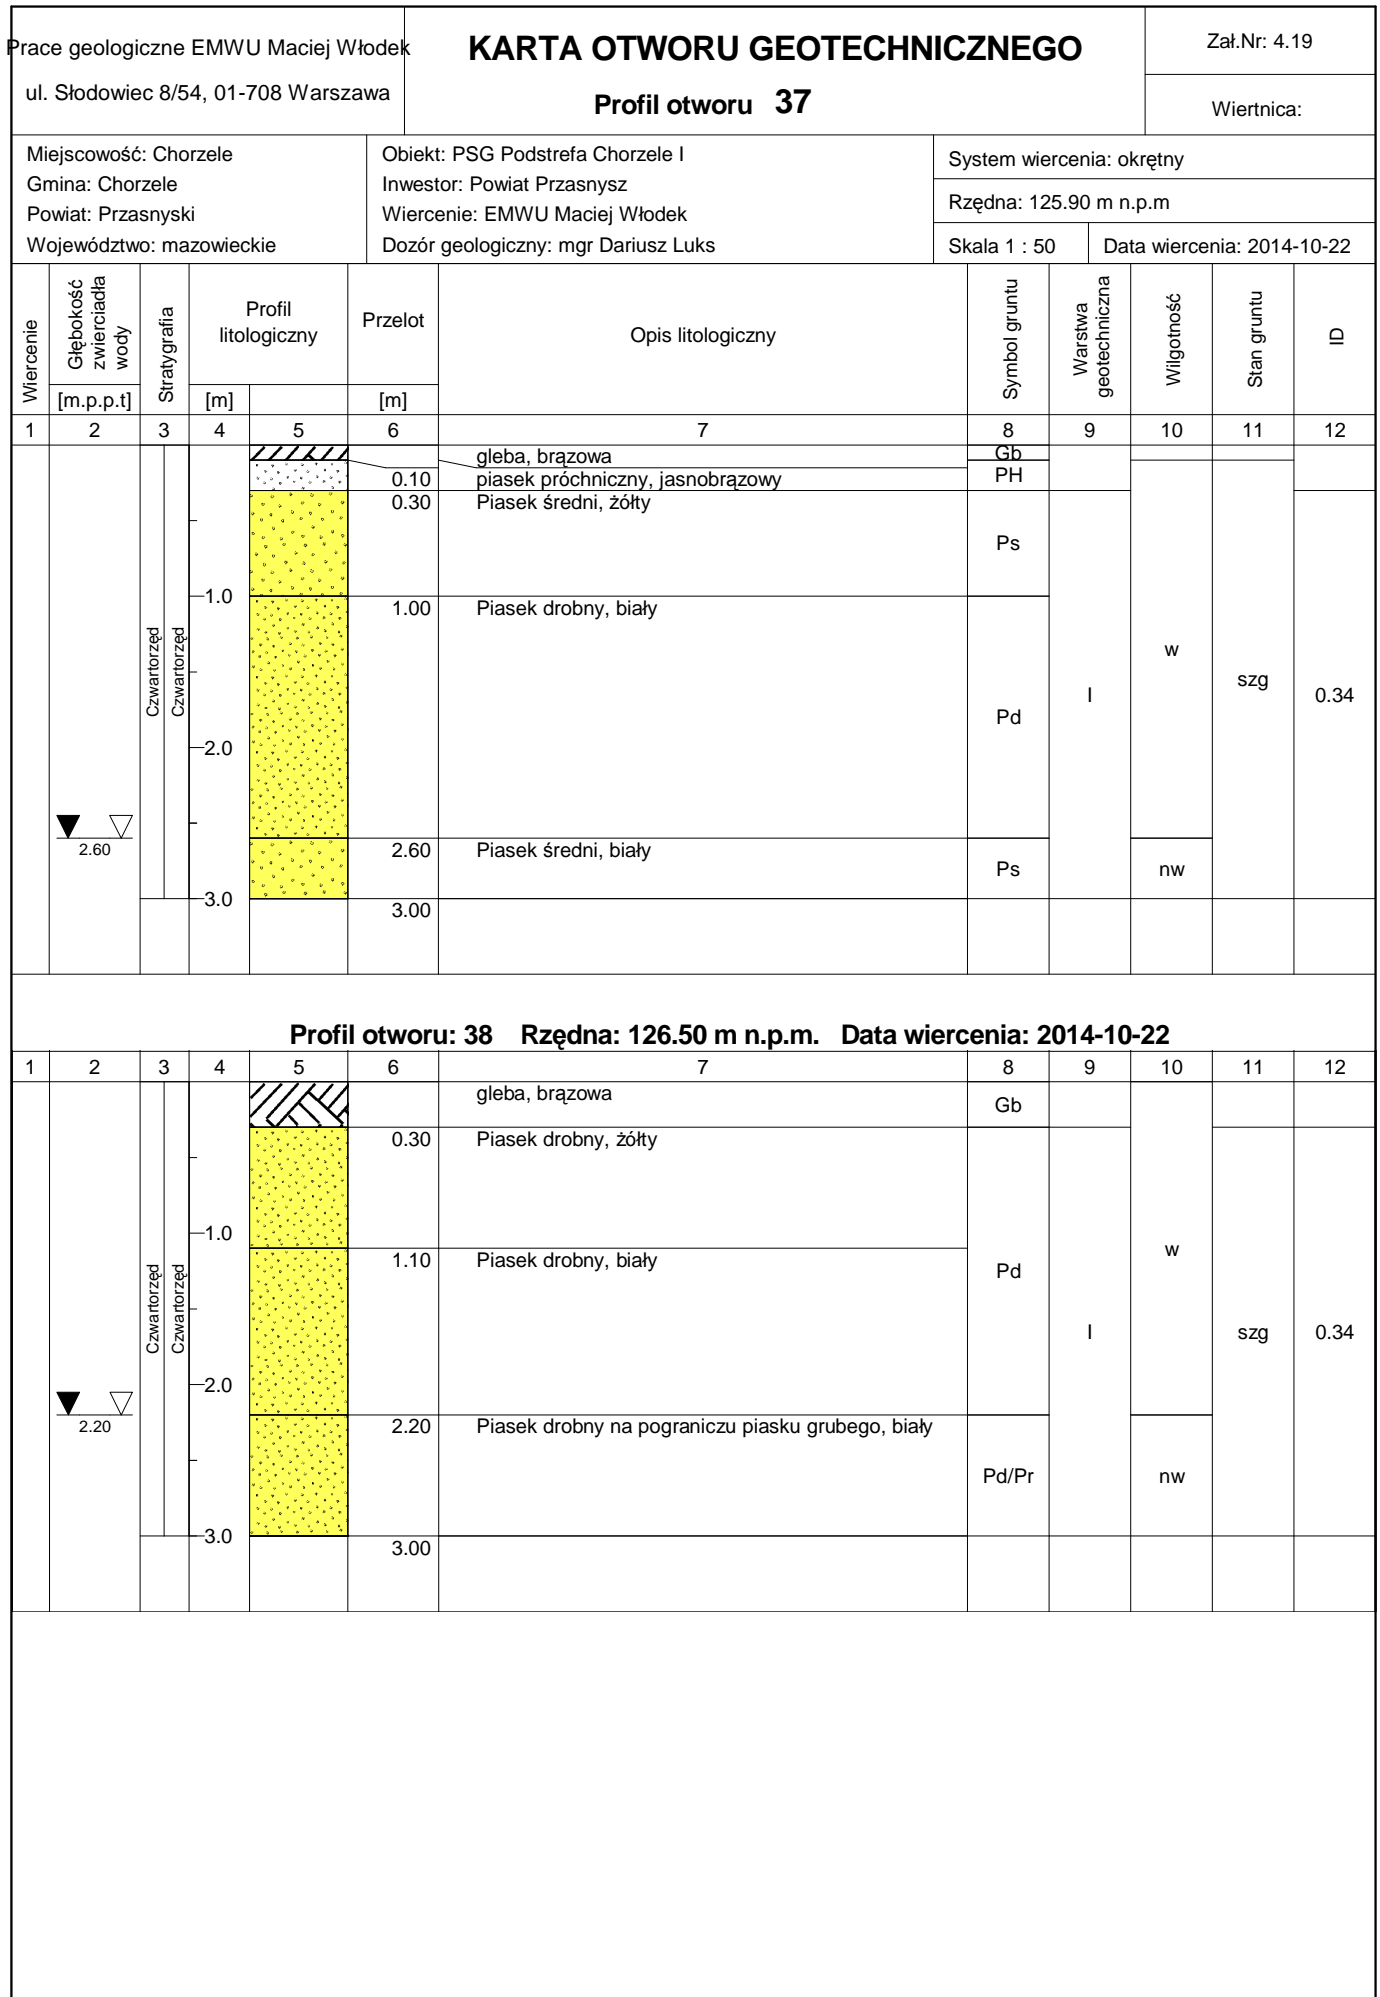 Prace geologiczne EMWU Maciej Włodek
ul. Słodowiec 8/54, 01-708 Warszawa
KARTA OTWORU GEOTECHNICZNEGO
Profil otworu 37
Zał.Nr: 4.19
Wiertnica:
Miejscowość: Chorzele
Gmina: Chorzele
Powiat: Przasnyski
Województwo: mazowieckie
Obiekt: PSG Podstrefa Chorzele I
Inwestor: Powiat Przasnysz
Wiercenie: EMWU Maciej Włodek
Dozór geologiczny: mgr Dariusz Luks
System wiercenia: okrętny
Rzędna: 125.90 m n.p.m
Skala 1 : 50 Data wiercenia: 2014-10-22
Wiercenie
Głębokość
zwierciadła
wody
[m.p.p.t]
Stratygrafia
Profil
litologiczny
[m]
Przelot
[m]
Opis litologiczny
Symbol gruntu
Warstwa
geotechniczna
Wilgotność
Stan gruntu
ID
1 2 3 4 5 6 7 8 9 10 11 12
gleba, brązowa Gb
0.10 piasek próchniczny, jasnobrązowy PH
0.30 Piasek średni, żółty
Ps
1.0
1.00 Piasek drobny, biały
Czwartorzęd
Czwartorzęd
w
szg
I 0.34
Pd
2.0
2.60
2.60 Piasek średni, biały
Ps nw
3.0
3.00
Profil otworu: 38 Rzędna: 126.50 m n.p.m. Data wiercenia: 2014-10-22
1 2 3 4 5 6 7 8 9 10 11 12
gleba, brązowa
Gb
0.30 Piasek drobny, żółty
1.0
w
1.10 Piasek drobny, biały
Pd
Czwartorzęd
Czwartorzęd
I szg 0.34
2.0
2.20
2.20 Piasek drobny na pograniczu piasku grubego, biały
Pd/Pr nw
3.0
3.00